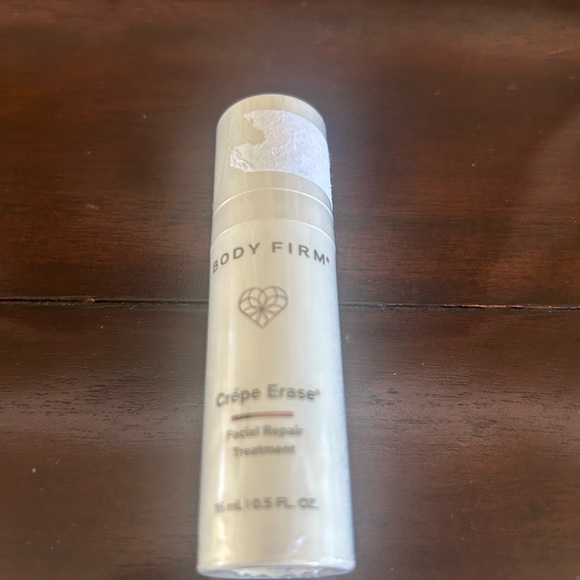 BODY FIRM®
Crépe Erase®
Facial Repair
Treatment
15 mL | 0.5 FL. OZ.